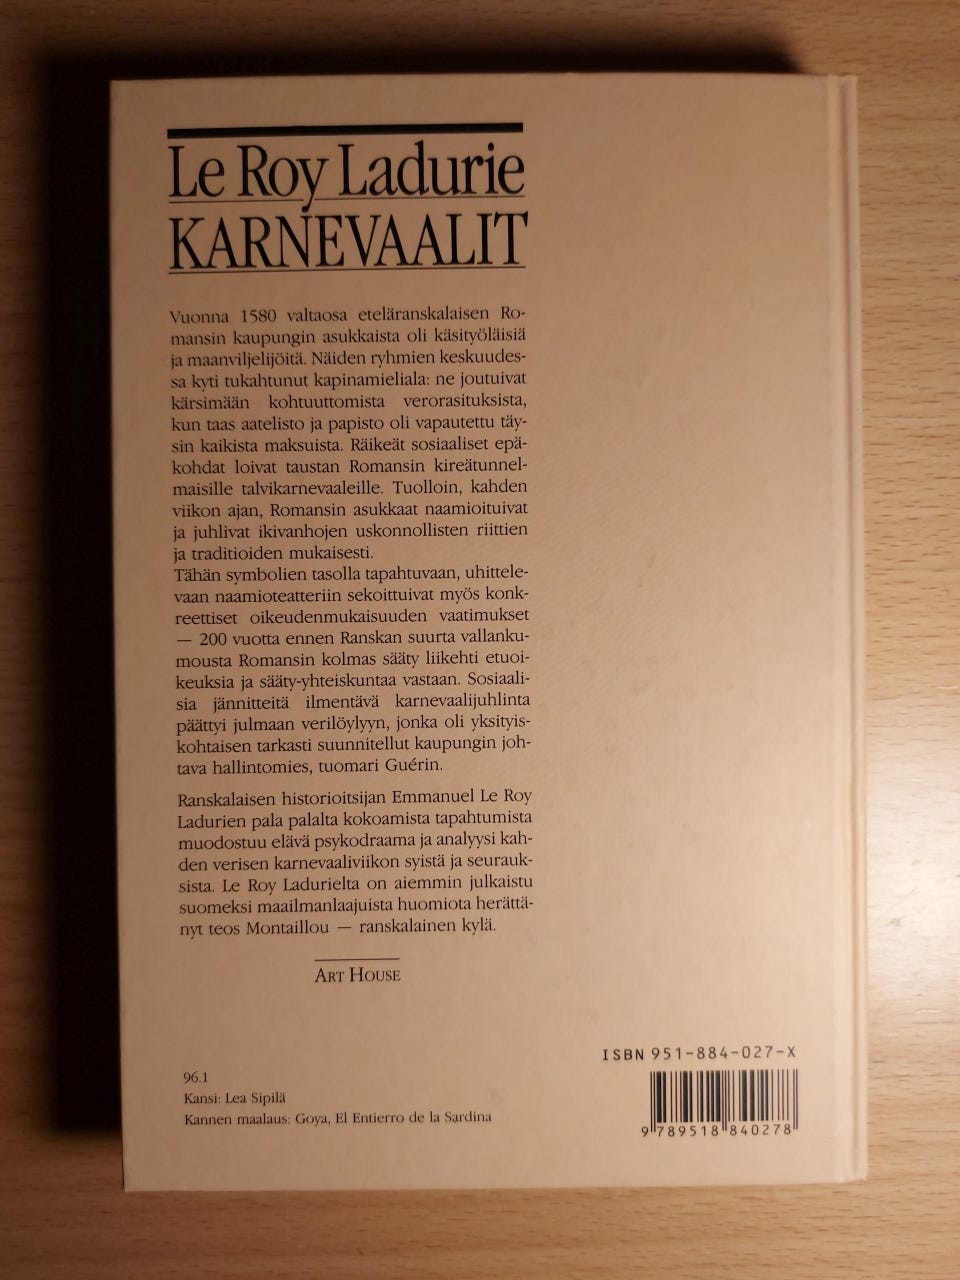 Le Roy Ladurie
KARNEVAALIT
Vuonna 1580 valtaosa eteläranskalaisen Ro-
mansin kaupungin asukkaista oli käsityöläisiä
ja maanviljelijöitä. Näiden ryhmien keskuudes-
sa kyti tukahtunut kapinamieliala: ne joutuivat
kärsimään kohtuuttomista verorasituksista,
kun taas aatelisto ja papisto oli vapautettu täy-
sin kaikista maksuista. Räikeät sosiaaliset epä-
kohdat loivat taustan Romansin kireätunnel-
maisille talvikarnevaaleille. Tuolloin, kahden
viikon ajan, Romansin asukkaat naamioituivat
ja juhlivat ikivanhojen uskonnollisten riittien
ja traditioiden mukaisesti.
Tähän symbolien tasolla tapahtuvaan, uhittele-
vaan naamioteatteriin sekoittuivat myös konk-
reettiset oikeudenmukaisuuden vaatimukset
— 200 vuotta ennen Ranskan suurta vallanku-
mousta Romansin kolmas sääty liikehti etuoi-
keuksia ja sääty-yhteiskuntaa vastaan. Sosiaali-
sia jännitteitä ilmentävä karnevaalijuhlinta
päättyi julmaan verilöylyyn, jonka oli yksityis-
kohtaisen tarkasti suunnitellut kaupungin joh-
tava hallintomies, tuomari Guérin.
Ranskalaisen historioitsijan Emmanuel Le Roy
Ladurien pala palalta kokoamista tapahtumista
muodostuu elävä psykodraama ja analyysi kah-
den verisen karnevaaliviikon syistä ja seurauk-
sista. Le Roy Ladurielta on aiemmin julkaistu
suomeksi maailmanlaajuista huomiota herättä-
nyt teos Montaillou — ranskalainen kylä.
ART HOUSE
ISBN 951-884-027-X
96.1
Kansi: Lea Sipilä
Kannen maalaus: Goya, El Entierro de la Sardina
9 789518 840278